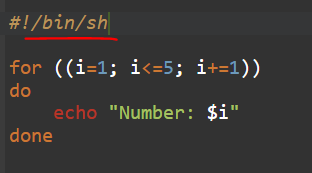 #!/bin/sh
for ((i=1; i<=5; i+=1))
do
    echo "Number: $i"
done